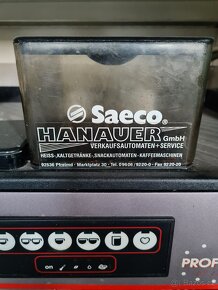 Saeco
HANAUER GmbH
VERKAUFSAUTOMATEN+SERVICE
HEISS-,KALTGETRÄNKE-,SNACKAUTOMATEN-KAFFEEMASCHINEN
92536 Pfreimd · Marktplatz 30 · Tel. 09606/9220-0 · Fax 9220-20
PROF
on